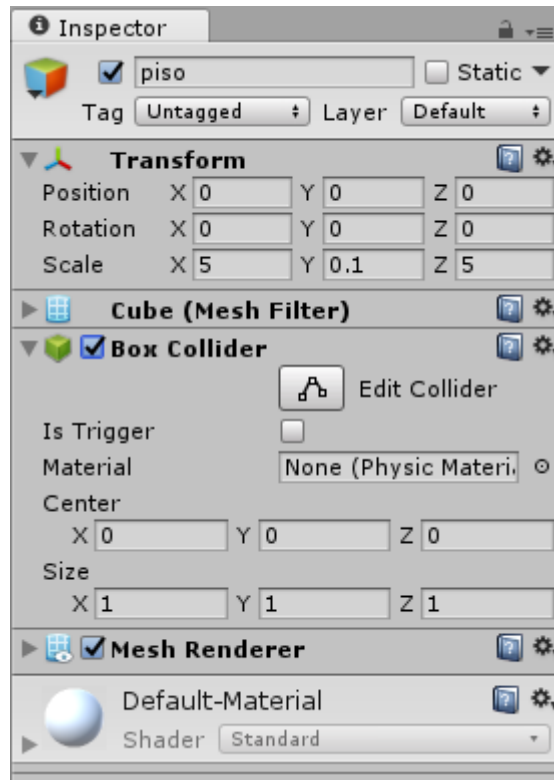 Inspector
piso Static
Tag Untagged Layer Default
Transform
Position X 0 Y 0 Z 0
Rotation X 0 Y 0 Z 0
Scale X 5 Y 0.1 Z 5
Cube (Mesh Filter)
Box Collider
Edit Collider
Is Trigger
Material None (Physic Materi
Center
X 0 Y 0 Z 0
Size
X 1 Y 1 Z 1
Mesh Renderer
Default-Material
Shader Standard